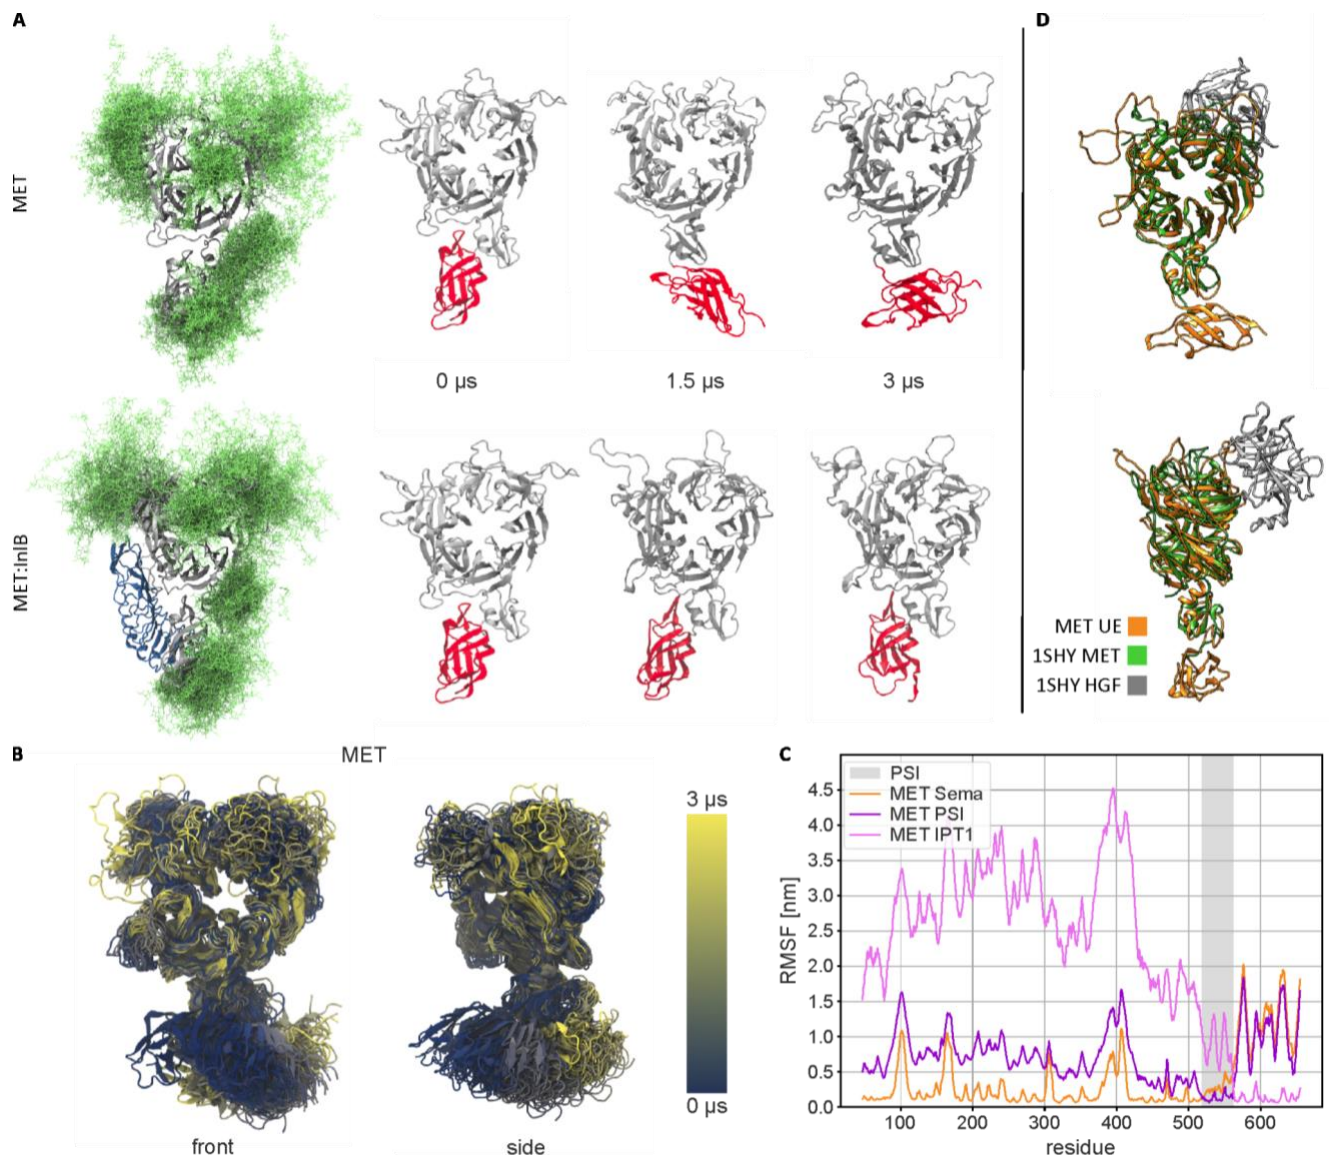 A
D
MET
0 µs
1.5 µs
3 µs
MET:InlB
MET UE
1SHY MET
1SHY HGF
B
MET
3 µs
0 µs
front
side
C
PSI
MET Sema
MET PSI
MET IPT1
RMSF [nm]
4.5
4.0
3.5
3.0
2.5
2.0
1.5
1.0
0.5
0.0
100 200 300 400 500 600
residue